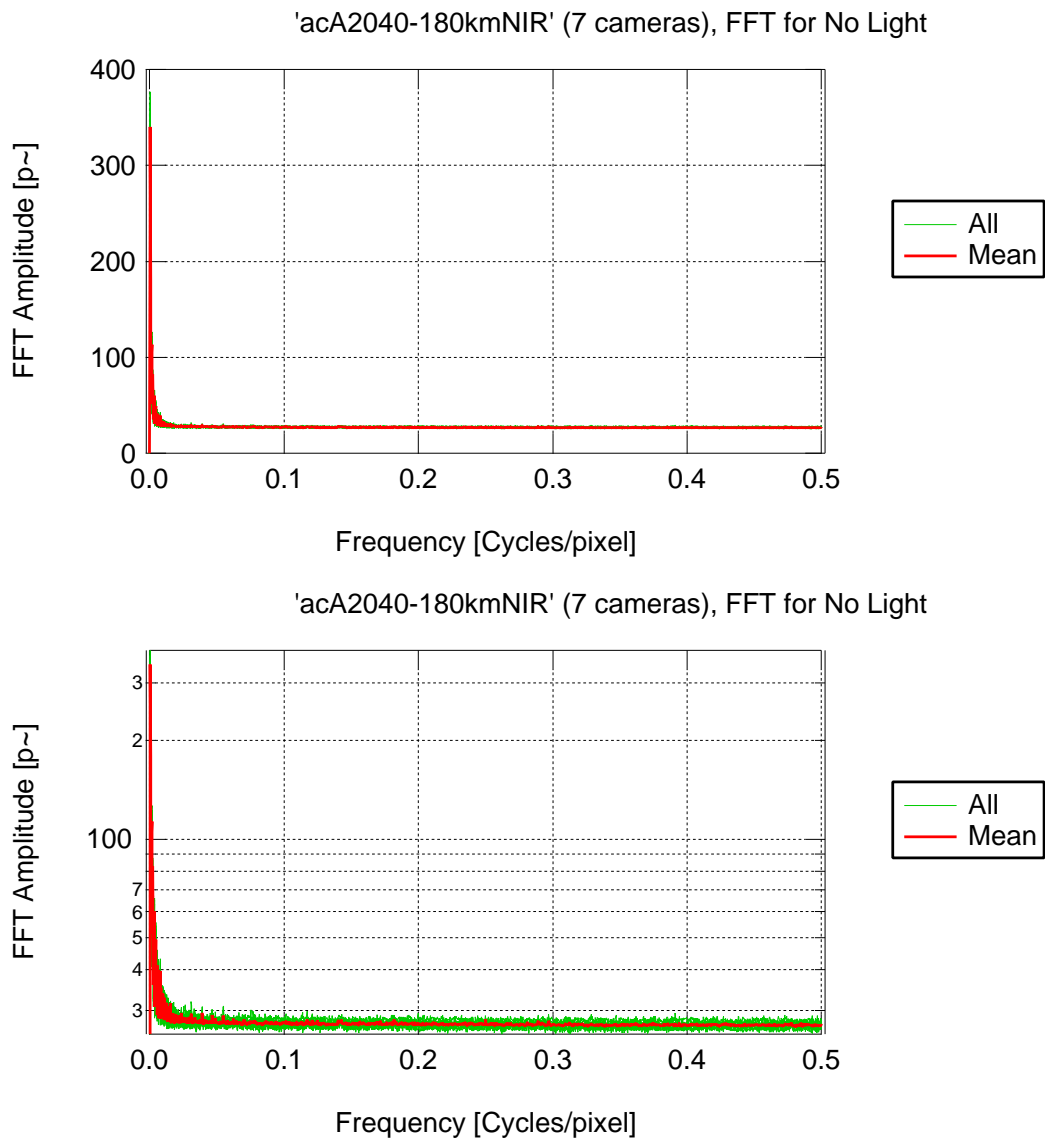 'acA2040-180kmNIR' (7 cameras), FFT for No Light
FFT Amplitude [p~]
400
300
200
100
0
0.0 0.1 0.2 0.3 0.4 0.5
Frequency [Cycles/pixel]
All
Mean
'acA2040-180kmNIR' (7 cameras), FFT for No Light
FFT Amplitude [p~]
3
2
100
7
6
5
4
3
0.0 0.1 0.2 0.3 0.4 0.5
Frequency [Cycles/pixel]
All
Mean